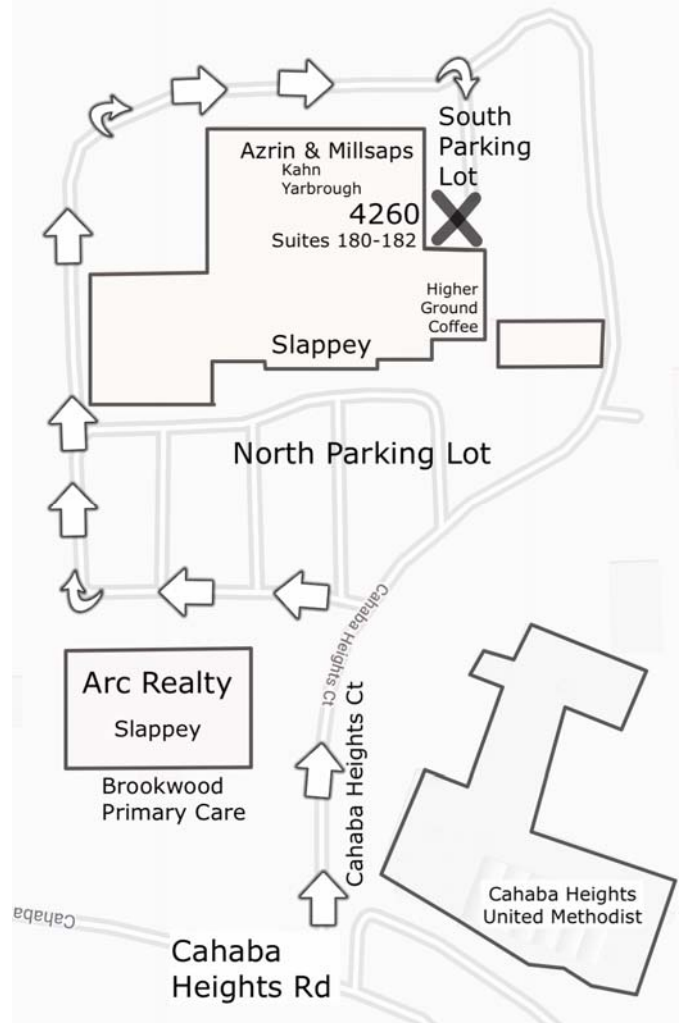 South
Parking
Lot
Azrin & Millsaps
Kahn
Yarbrough
4260
Suites 180-182
Higher
Ground
Coffee
Slappey
North Parking Lot
Cahaba Heights Ct
Arc Realty
Slappey
Cahaba Heights Ct
Brookwood
Primary Care
Cahaba Heights
United Methodist
Cahaba
Cahaba
Heights Rd